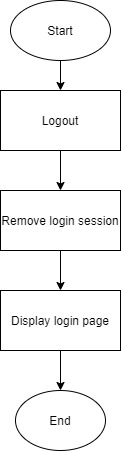 Start
Logout
Remove login session
Display login page
End